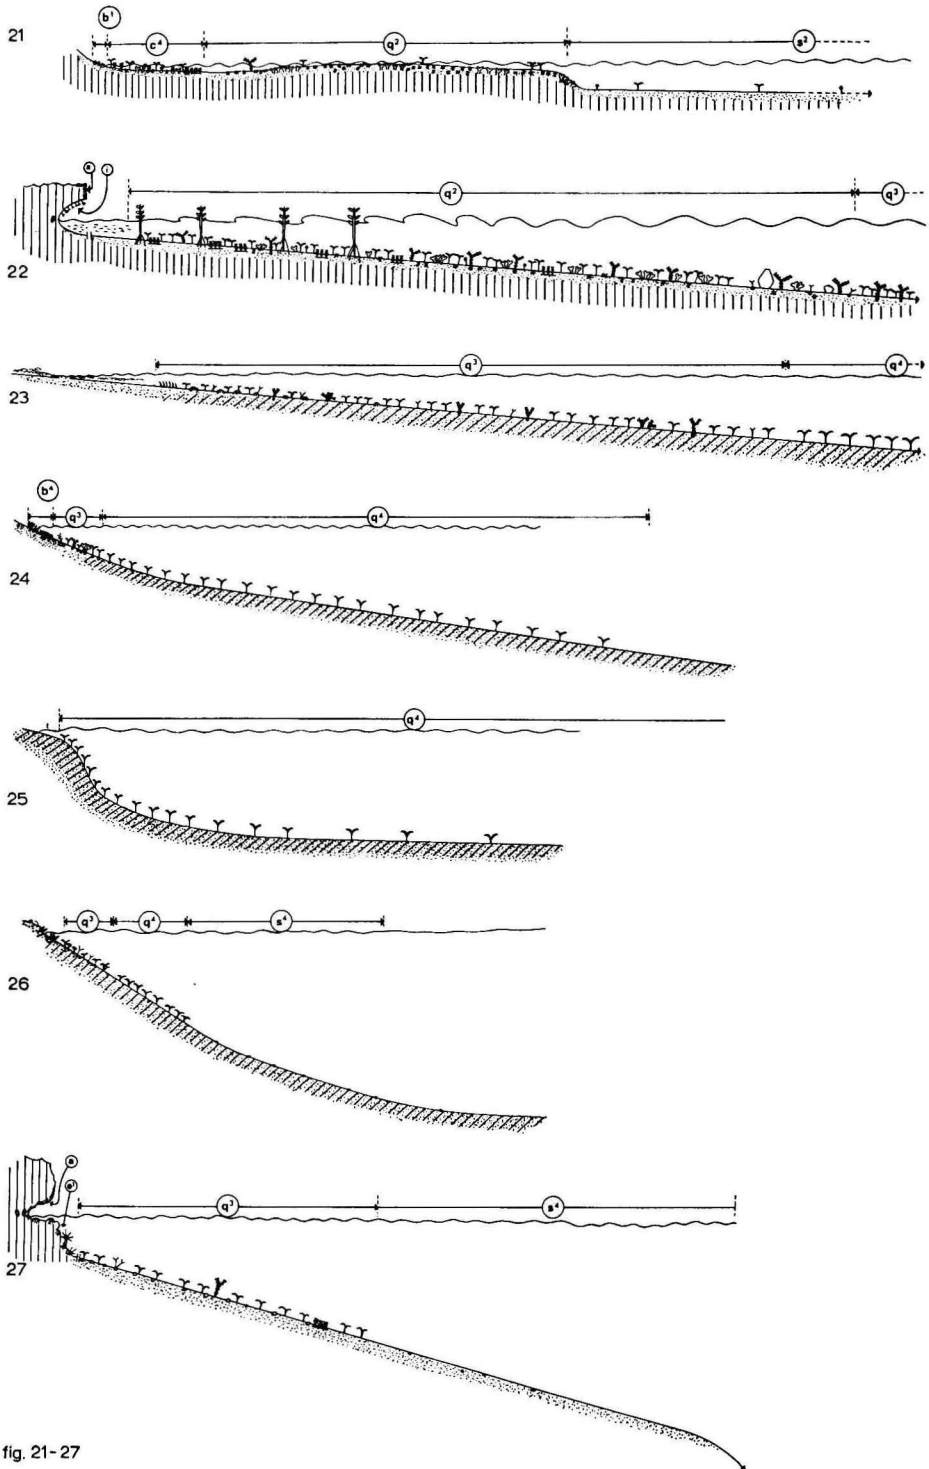 21
b¹ c⁴ q² s²
a i
q² q³
22
q³ q⁴
23
b⁴ q³ q⁴
24
q⁴
25
q³ q⁴ s⁴
26
a
q³ s⁴
27
fig. 21-27